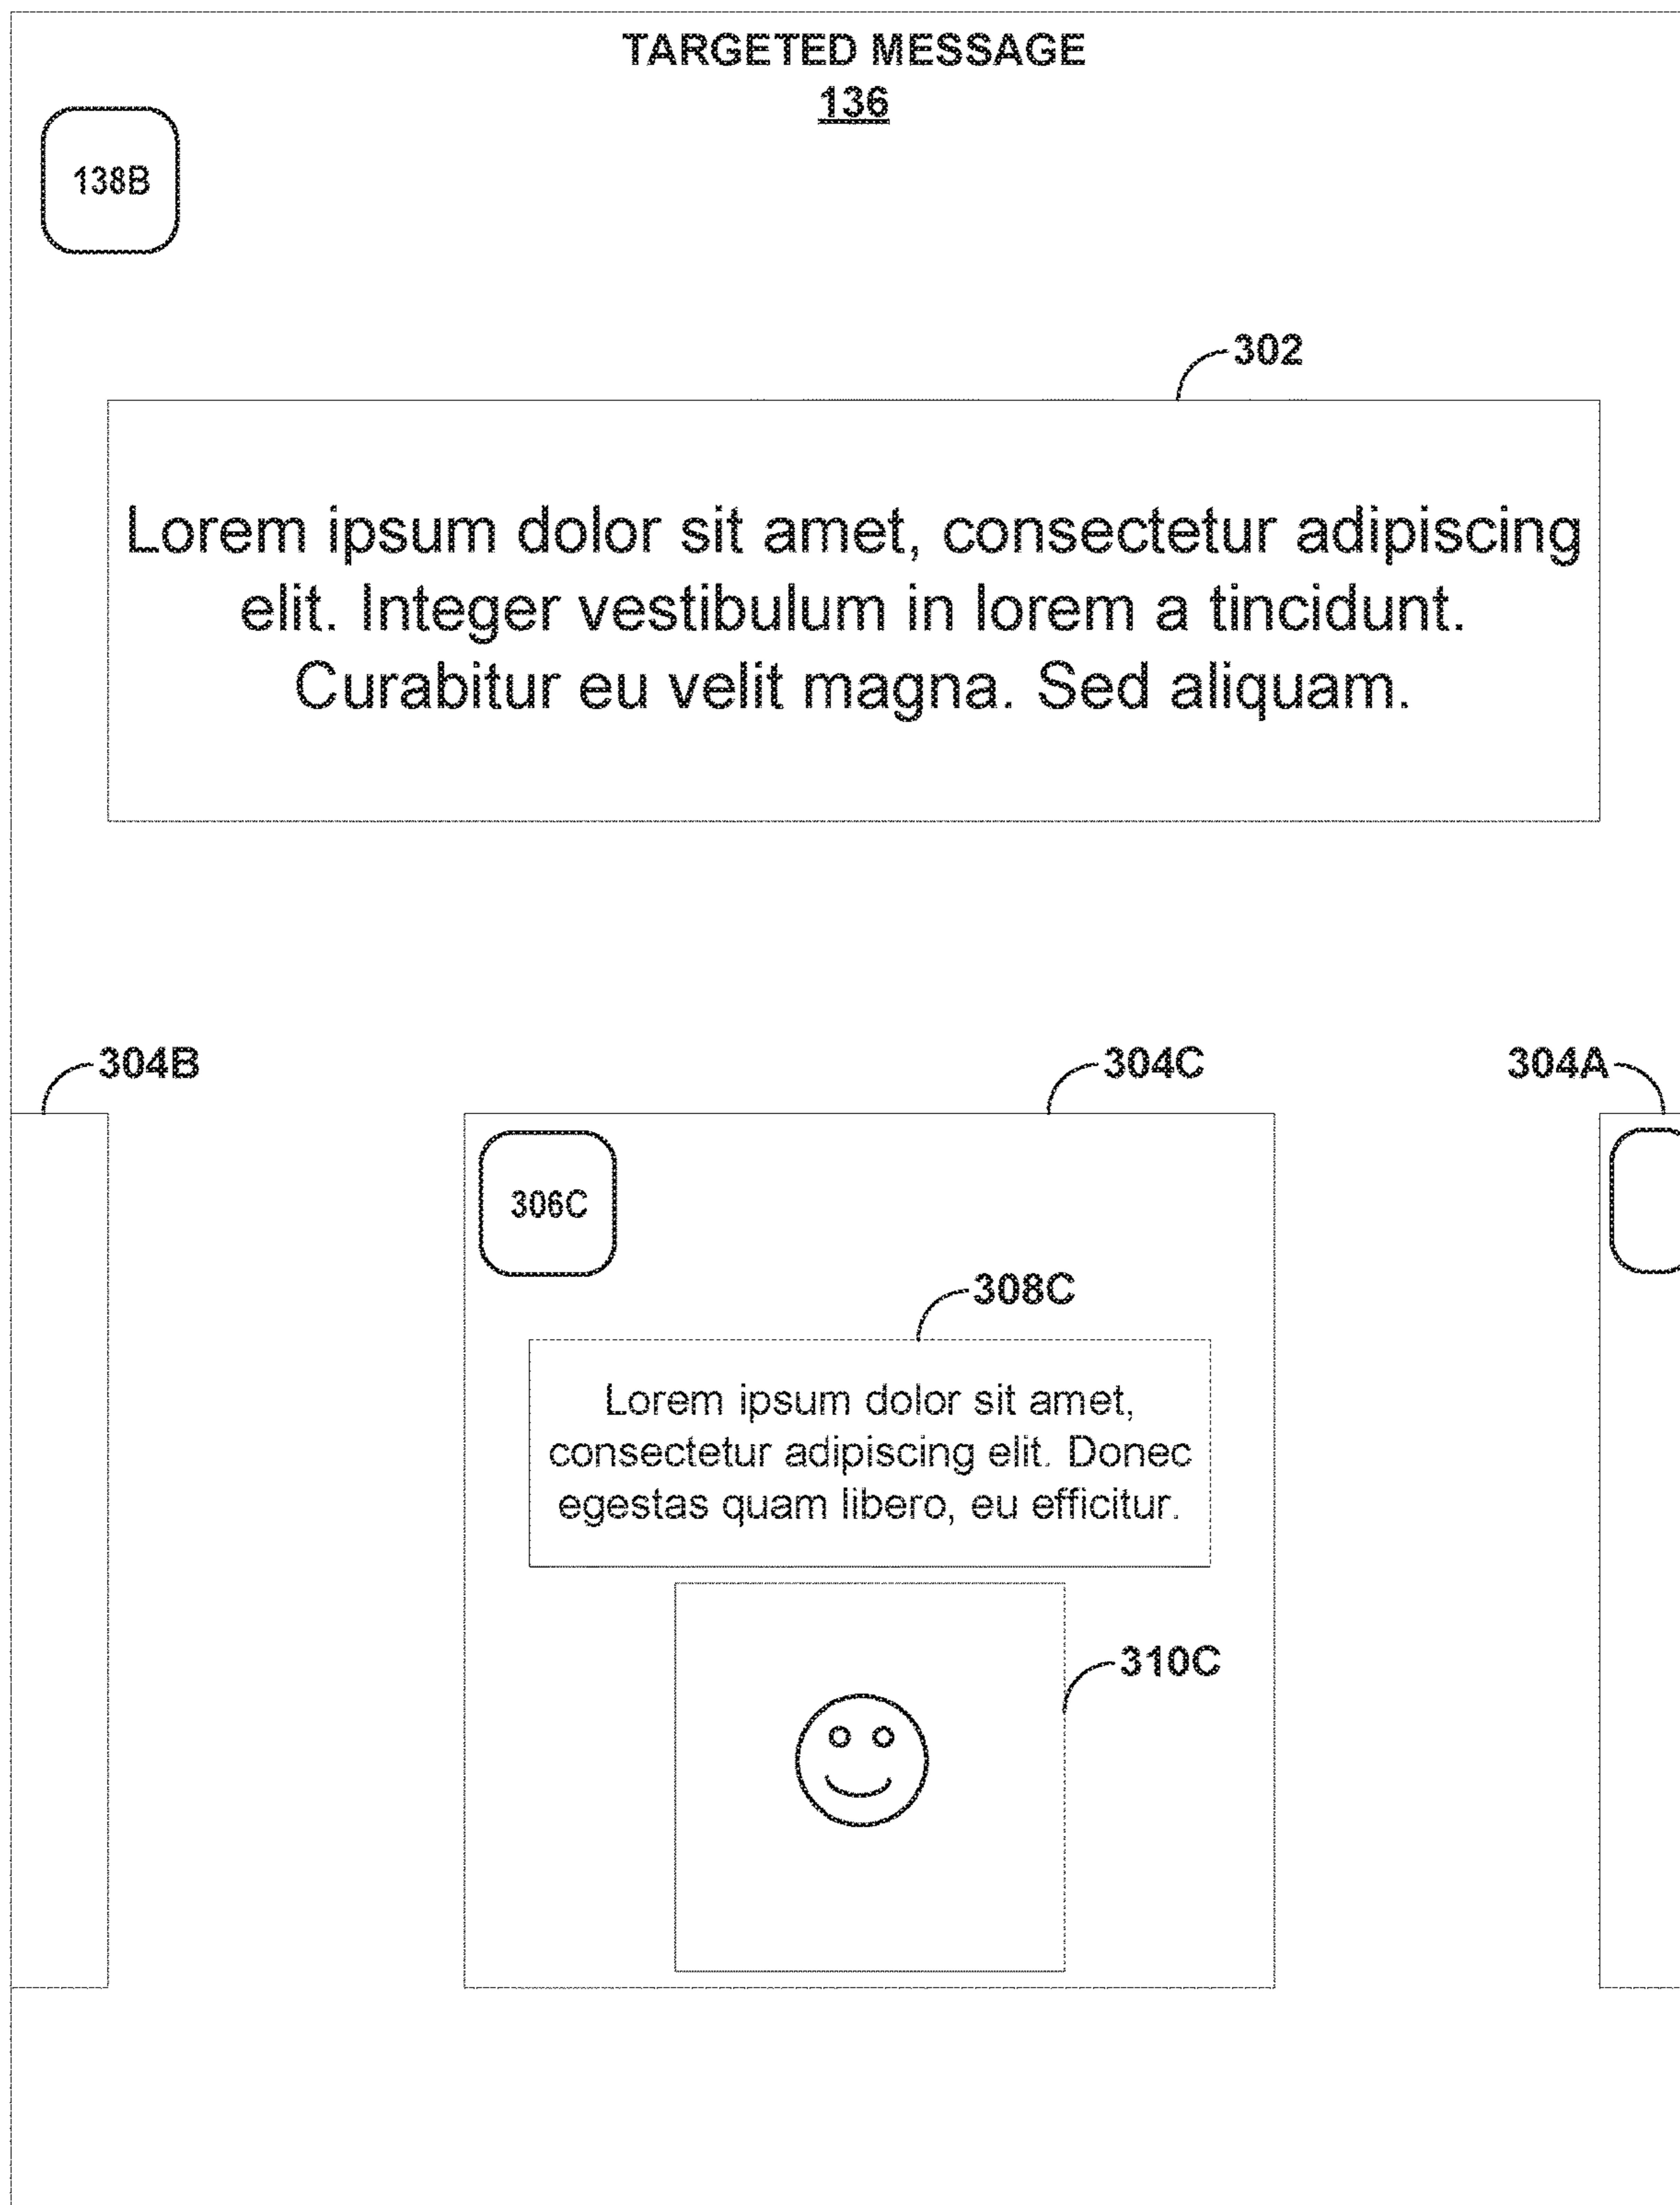 TARGETED MESSAGE
136
138B
302
Lorem ipsum dolor sit amet, consectetur adipiscing
elit. Integer vestibulum in lorem a tincidunt.
Curabitur eu velit magna. Sed aliquam.
304B
304C
304A
306C
308C
Lorem ipsum dolor sit amet,
consectetur adipiscing elit. Donec
egestas quam libero, eu efficitur.
310C